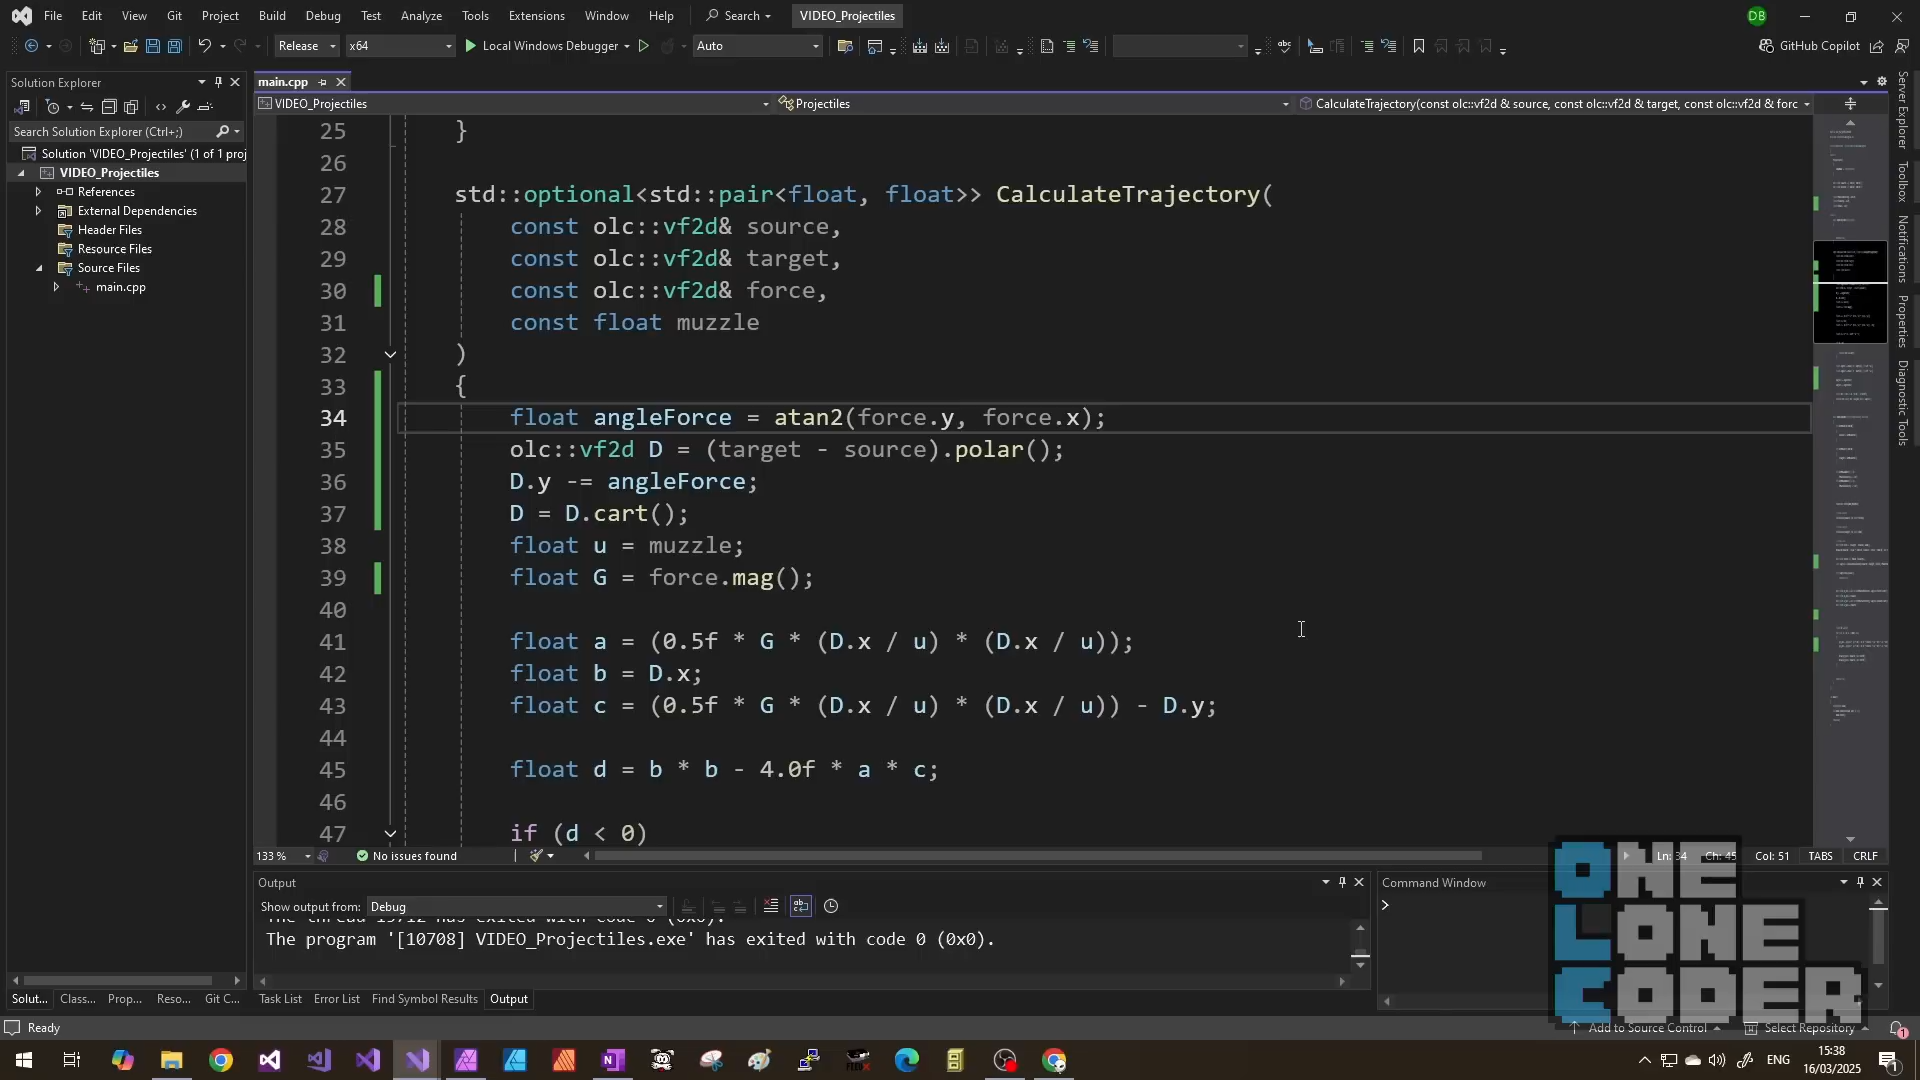 File Edit View Git Project Build Debug Test Analyze Tools Extensions Window Help Search VIDEO_Projectiles DB
Release x64 Local Windows Debugger Auto GitHub Copilot
Solution Explorer
Search Solution Explorer (Ctrl+;)
Solution 'VIDEO_Projectiles' (1 of 1 proj
VIDEO_Projectiles
References
External Dependencies
Header Files
Resource Files
Source Files
main.cpp
main.cpp
VIDEO_Projectiles Projectiles CalculateTrajectory(const olc::vf2d & source, const olc::vf2d & target, const olc::vf2d & forc
25 }
26
27 std::optional<std::pair<float, float>> CalculateTrajectory(
28 const olc::vf2d& source,
29 const olc::vf2d& target,
30 const olc::vf2d& force,
31 const float muzzle
32 )
33 {
34 float angleForce = atan2(force.y, force.x);
35 olc::vf2d D = (target - source).polar();
36 D.y -= angleForce;
37 D = D.cart();
38 float u = muzzle;
39 float G = force.mag();
40
41 float a = (0.5f * G * (D.x / u) * (D.x / u));
42 float b = D.x;
43 float c = (0.5f * G * (D.x / u) * (D.x / u)) - D.y;
44
45 float d = b * b - 4.0f * a * c;
46
47 if (d < 0)
133 % No issues found Ln: 34 Ch: 45 Col: 51 TABS CRLF
Server Explorer
Toolbox
Notifications
Properties
Diagnostic Tools
Output
Show output from: Debug
The program '[10708] VIDEO_Projectiles.exe' has exited with code 0 (0x0).
Command Window
>
Solut... Class... Prop... Reso... Git C... Task List Error List Find Symbol Results Output
ONE
LONE
CODER
Ready Add to Source Control Select Repository 1
ENG 15:38
16/03/2025 1